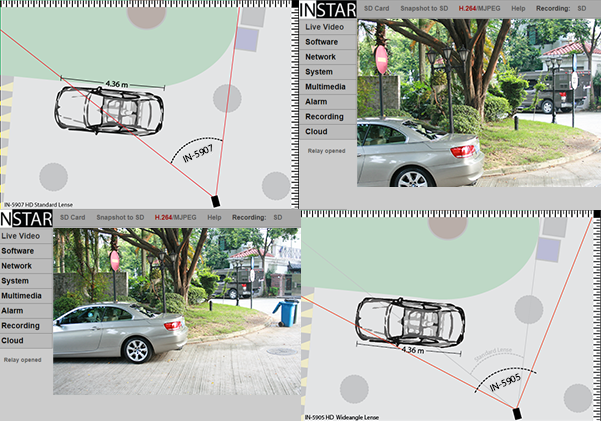 4.36 m
IN-5907
IN-5907 HD Standard Lense
INSTAR
SD Card Snapshot to SD H.264/MJPEG Help Recording: SD
Live Video
Software
Network
System
Multimedia
Alarm
Recording
Cloud
Relay opened
NSTAR
SD Card Snapshot to SD H.264/MJPEG Help Recording: SD
Live Video
Software
Network
System
Multimedia
Alarm
Recording
Cloud
Relay opened
4.36 m
Standard Lense
IN-5905
IN-5905 HD Wideangle Lense